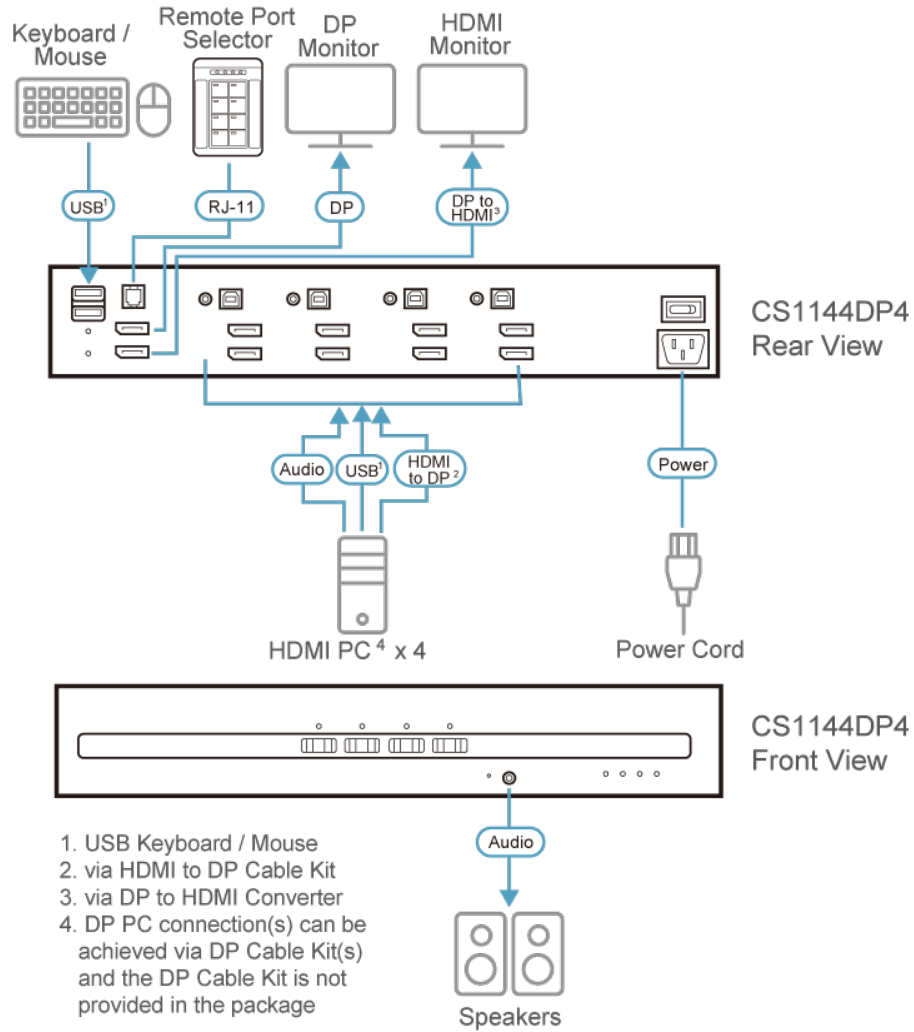 Keyboard /
Mouse
Remote Port
Selector
DP
Monitor
HDMI
Monitor
USB¹
RJ-11
DP
DP to
HDMI³
CS1144DP4
Rear View
Audio
USB¹
HDMI
to DP ²
Power
HDMI PC ⁴ x 4
Power Cord
CS1144DP4
Front View
Audio
1. USB Keyboard / Mouse
2. via HDMI to DP Cable Kit
3. via DP to HDMI Converter
4. DP PC connection(s) can be
achieved via DP Cable Kit(s)
and the DP Cable Kit is not
provided in the package
Speakers